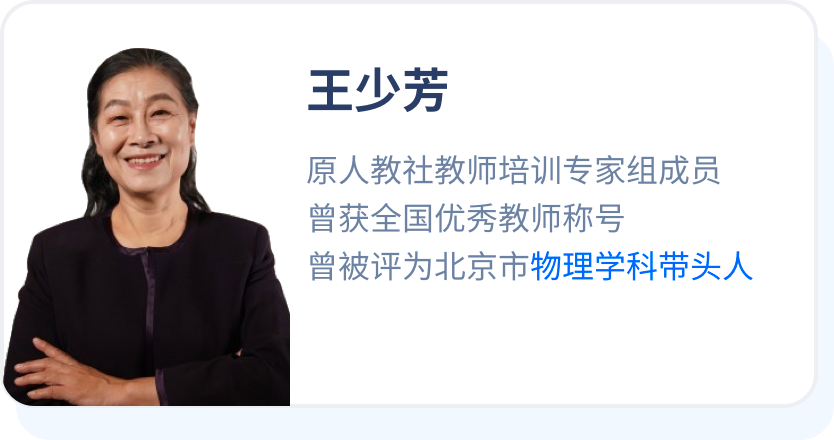 王少芳
原人教社教师培训专家组成员
曾获全国优秀教师称号
曾被评为北京市物理学科带头人